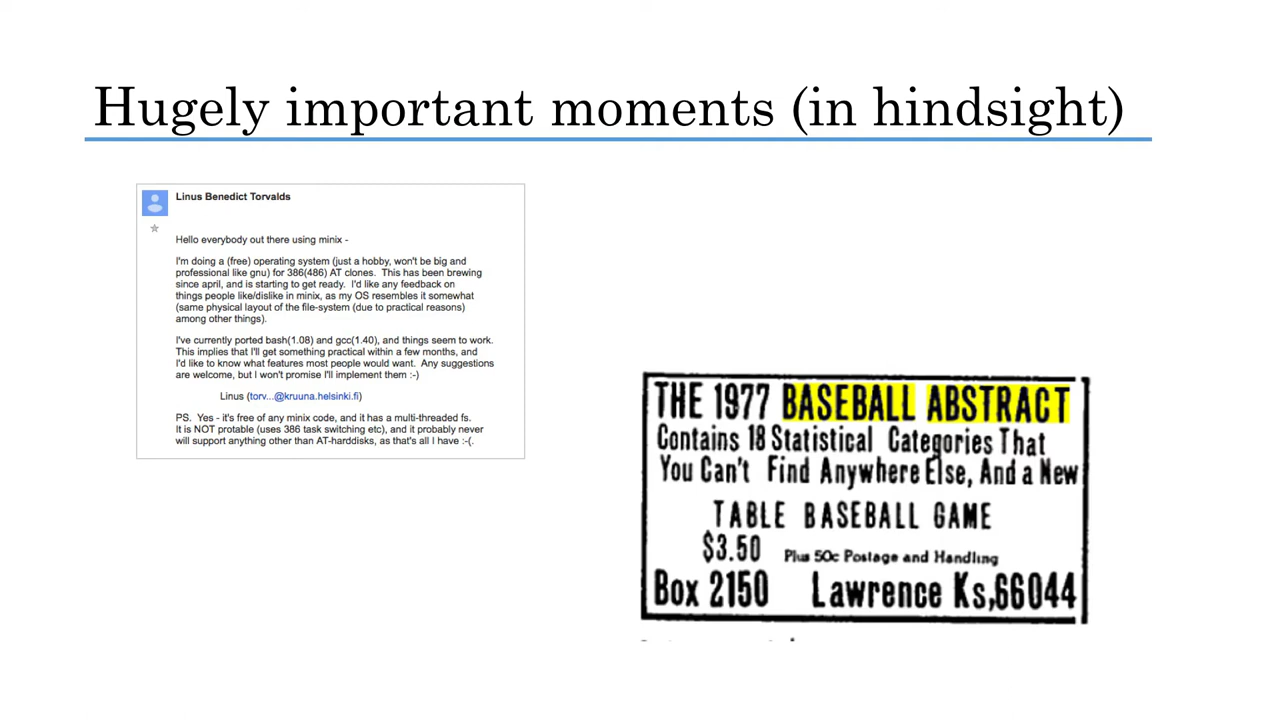 Hugely important moments (in hindsight)
Linus Benedict Torvalds
Hello everybody out there using minix -
I'm doing a (free) operating system (just a hobby, won't be big and
professional like gnu) for 386(486) AT clones.  This has been brewing
since april, and is starting to get ready.  I'd like any feedback on
things people like/dislike in minix, as my OS resembles it somewhat
(same physical layout of the file-system (due to practical reasons)
among other things).
I've currently ported bash(1.08) and gcc(1.40), and things seem to work.
This implies that I'll get something practical within a few months, and
I'd like to know what features most people would want.  Any suggestions
are welcome, but I won't promise I'll implement them :-)
Linus (torv...@kruuna.helsinki.fi)
PS.  Yes - it's free of any minix code, and it has a multi-threaded fs.
It is NOT protable (uses 386 task switching etc), and it probably never
will support anything other than AT-harddisks, as that's all I have :-(.
THE 1977 BASEBALL ABSTRACT
Contains 18 Statistical Categories That
You Can't Find Anywhere Else, And a New
TABLE BASEBALL GAME
$3.50 Plus 50c Postage and Handling
Box 2150 Lawrence Ks,66044